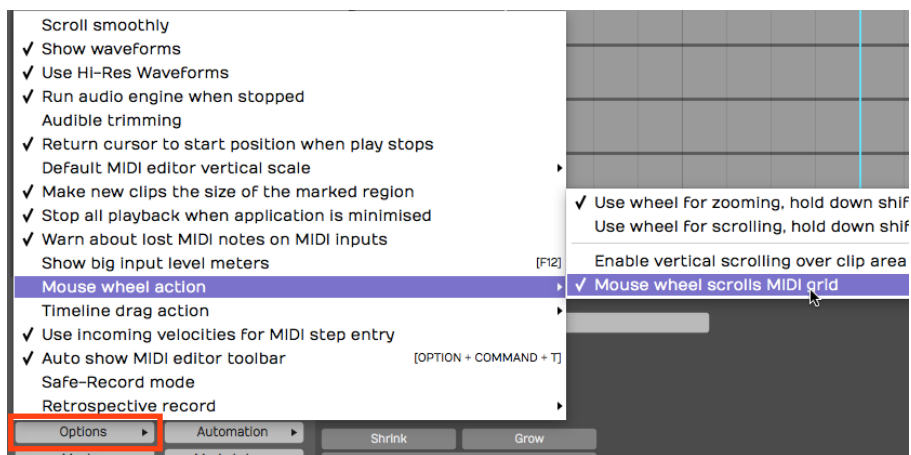 Scroll smoothly
✓ Show waveforms
✓ Use Hi-Res Waveforms
✓ Run audio engine when stopped
Audible trimming
✓ Return cursor to start position when play stops
Default MIDI editor vertical scale
✓ Make new clips the size of the marked region
✓ Stop all playback when application is minimised
✓ Warn about lost MIDI notes on MIDI inputs
Show big input level meters [F12]
Mouse wheel action
Timeline drag action
✓ Use incoming velocities for MIDI step entry
✓ Auto show MIDI editor toolbar [OPTION + COMMAND + T]
Safe-Record mode
Retrospective record
✓ Use wheel for zooming, hold down shif
Use wheel for scrolling, hold down shif
Enable vertical scrolling over clip area
✓ Mouse wheel scrolls MIDI grid
Options
Automation
Shrink
Grow